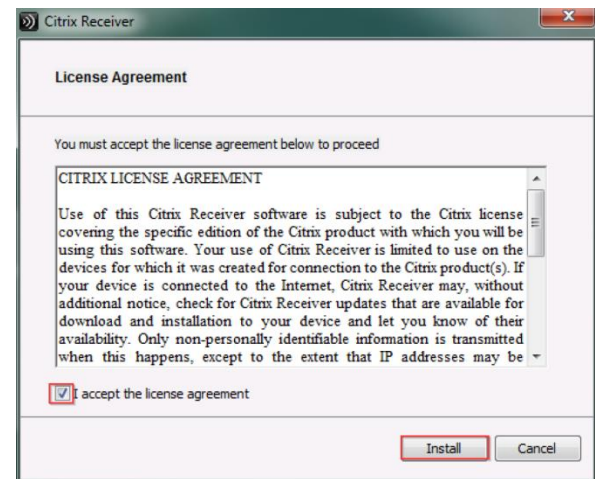 Citrix Receiver
License Agreement
You must accept the license agreement below to proceed
CITRIX LICENSE AGREEMENT
Use of this Citrix Receiver software is subject to the Citrix license
covering the specific edition of the Citrix product with which you will be
using this software. Your use of Citrix Receiver is limited to use on the
devices for which it was created for connection to the Citrix product(s). If
your device is connected to the Internet, Citrix Receiver may, without
additional notice, check for Citrix Receiver updates that are available for
download and installation to your device and let you know of their
availability. Only non-personally identifiable information is transmitted
when this happens, except to the extent that IP addresses may be
I accept the license agreement
Install
Cancel